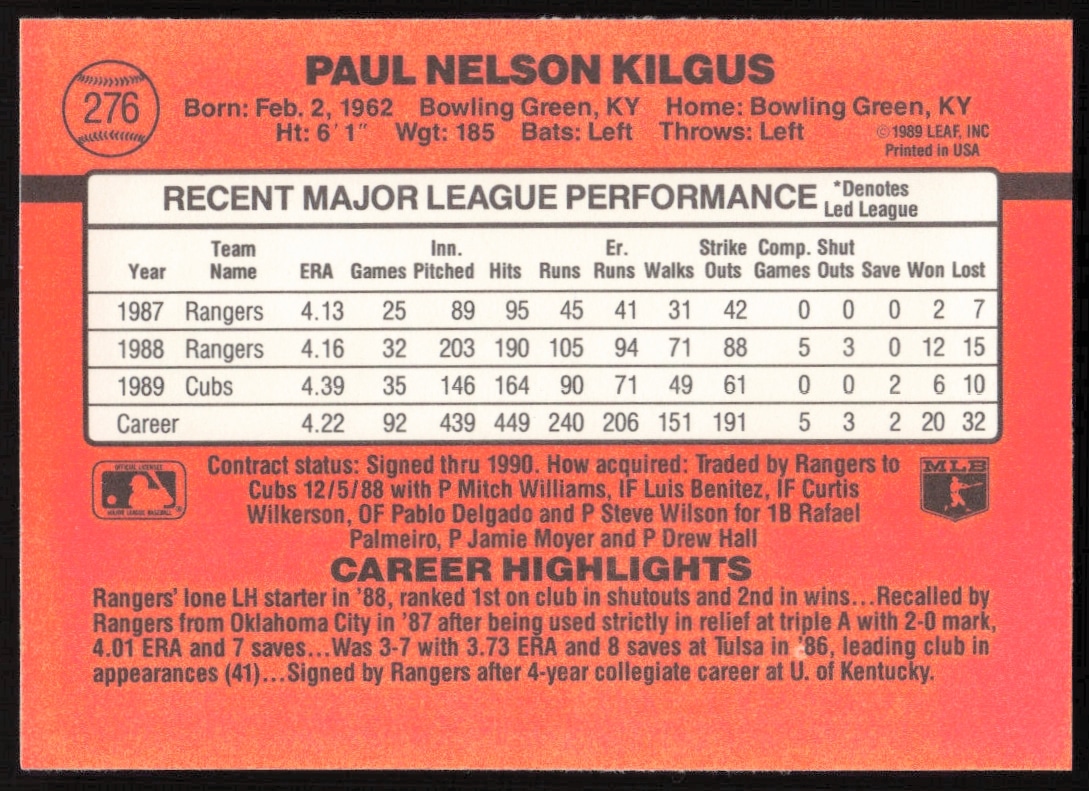 276
PAUL NELSON KILGUS
Born: Feb. 2, 1962 Bowling Green, KY Home: Bowling Green, KY
Ht: 6' 1" Wgt: 185 Bats: Left Throws: Left
©1989 LEAF, INC
Printed in USA
RECENT MAJOR LEAGUE PERFORMANCE *Denotes Led League
Year Team Name ERA Games Inn. Pitched Hits Runs Er. Runs Walks Strike Outs Comp. Games Shut Outs Save Won Lost
1987 Rangers 4.13 25 89 95 45 41 31 42 0 0 0 2 7
1988 Rangers 4.16 32 203 190 105 94 71 88 5 3 0 12 15
1989 Cubs 4.39 35 146 164 90 71 49 61 0 0 2 6 10
Career 4.22 92 439 449 240 206 151 191 5 3 2 20 32
OFFICIAL LICENSEE
MAJOR LEAGUE BASEBALL
MLB
Contract status: Signed thru 1990. How acquired: Traded by Rangers to
Cubs 12/5/88 with P Mitch Williams, IF Luis Benitez, IF Curtis
Wilkerson, OF Pablo Delgado and P Steve Wilson for 1B Rafael
Palmeiro, P Jamie Moyer and P Drew Hall
CAREER HIGHLIGHTS
Rangers' lone LH starter in '88, ranked 1st on club in shutouts and 2nd in wins...Recalled by
Rangers from Oklahoma City in '87 after being used strictly in relief at triple A with 2-0 mark,
4.01 ERA and 7 saves...Was 3-7 with 3.73 ERA and 8 saves at Tulsa in '86, leading club in
appearances (41)...Signed by Rangers after 4-year collegiate career at U. of Kentucky.